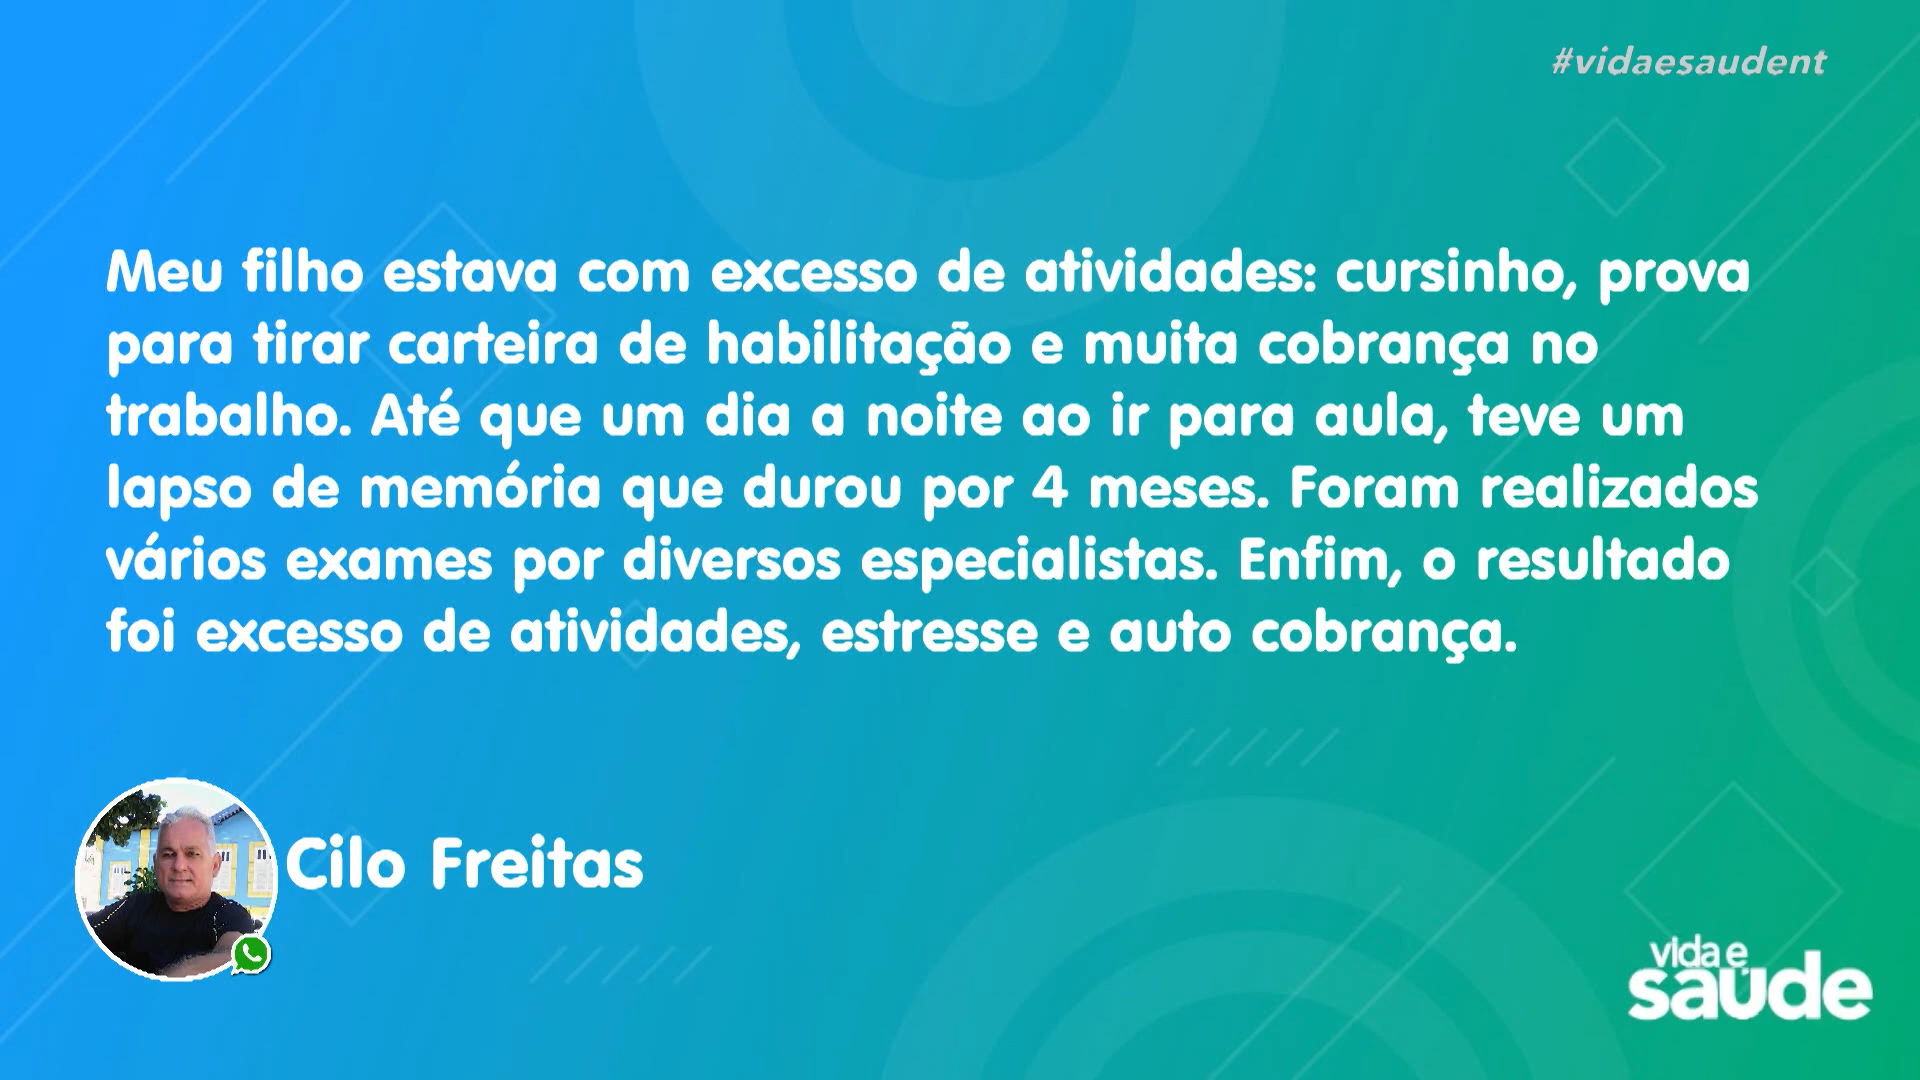 #vidaesaudent
Meu filho estava com excesso de atividades: cursinho, prova
para tirar carteira de habilitação e muita cobrança no
trabalho. Até que um dia a noite ao ir para aula, teve um
lapso de memória que durou por 4 meses. Foram realizados
vários exames por diversos especialistas. Enfim, o resultado
foi excesso de atividades, estresse e auto cobrança.
Cilo Freitas
vida e
saúde